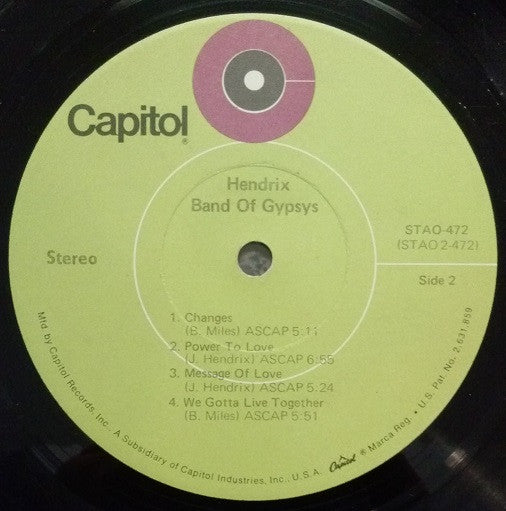 Capitol®
Hendrix
Band Of Gypsys
Stereo
STAO-472
(STAO 2-472)
Side 2
1. Changes
(B. Miles) ASCAP 5:11
2. Power To Love
(J. Hendrix) ASCAP 6:55
3. Message Of Love
(J. Hendrix) ASCAP 5:24
4. We Gotta Live Together
(B. Miles) ASCAP 5:51
Mfd. by Capitol Records, Inc., A Subsidiary of Capitol Industries, Inc., U.S.A. Capitol ® Marca Reg. • U.S. Pat. No. 2,631,859